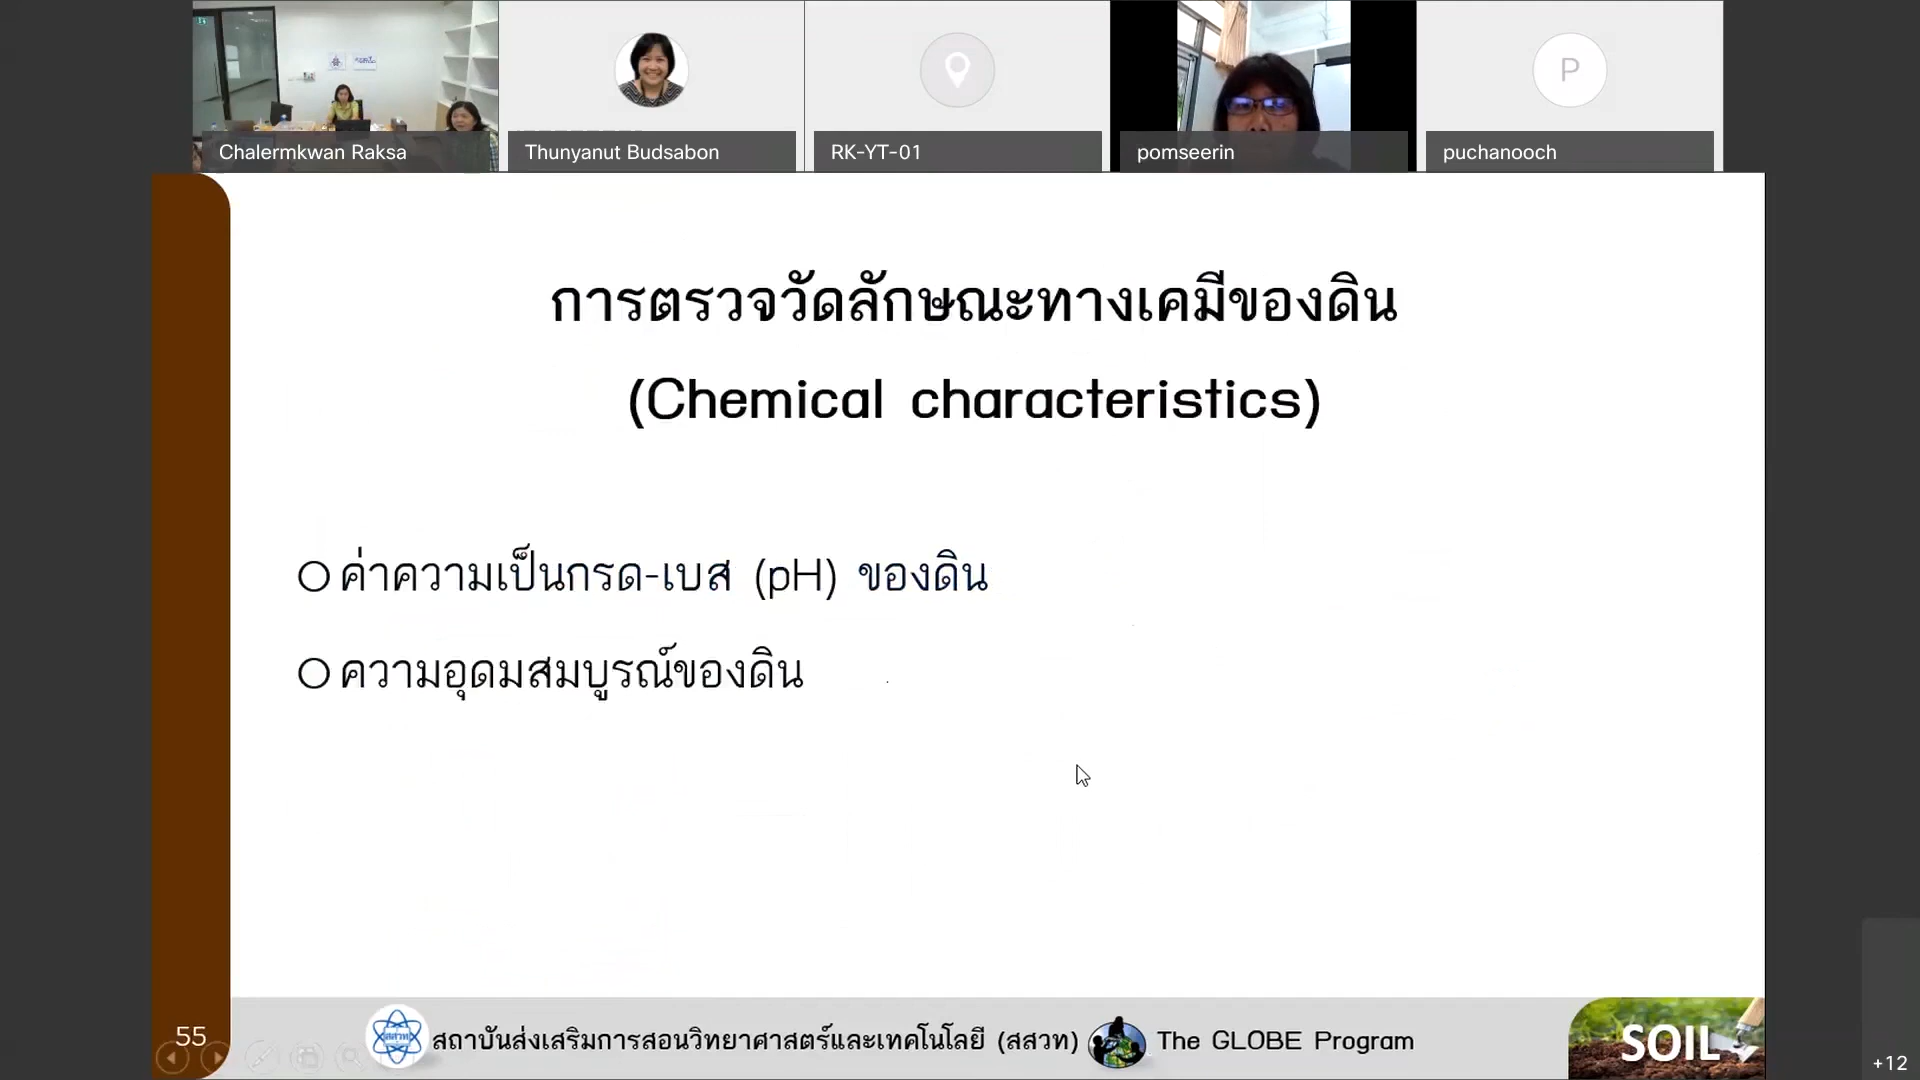 Chalermkwan Raksa
Thunyanut Budsabon
RK-YT-01
pomseerin
P
puchanooch
การตรวจวัดลักษณะทางเคมีของดิน
(Chemical characteristics)
ค่าความเป็นกรด-เบส (pH) ของดิน
ความอุดมสมบูรณ์ของดิน
55
สสวท
สถาบันส่งเสริมการสอนวิทยาศาสตร์และเทคโนโลยี (สสวท)
The GLOBE Program
SOIL
+12